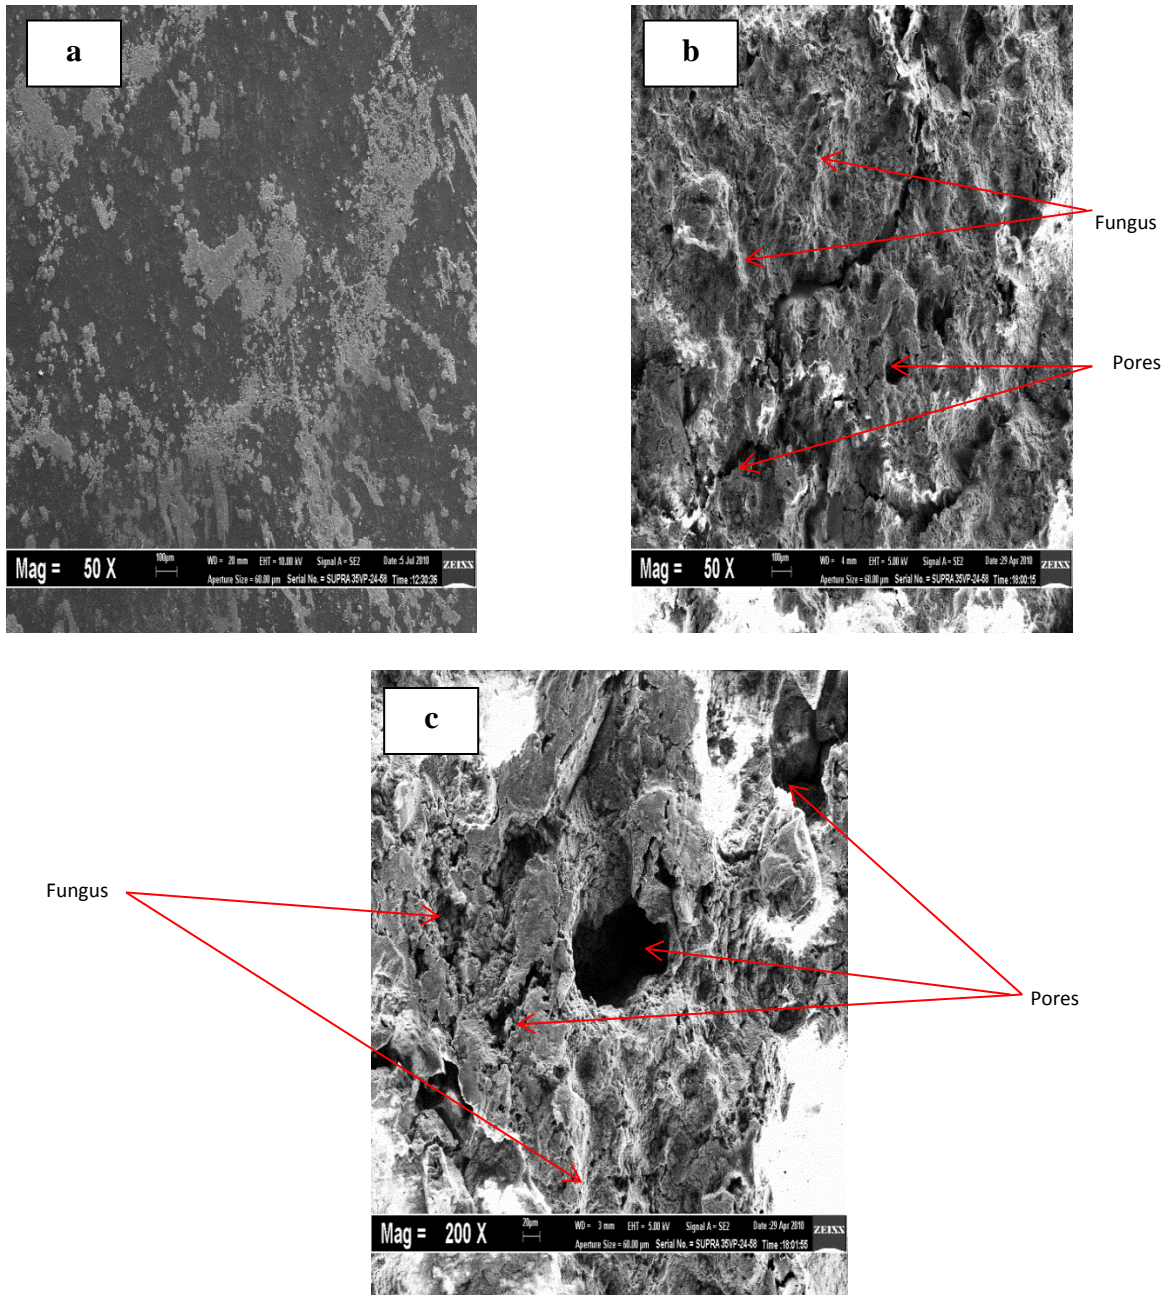 a
Mag = 50 X
100µm
WD = 20 mm EHT = 10.00 kV Signal A = SE2 Date :5 Jul 2010
Aperture Size = 60.00 µm Serial No. = SUPRA 35VP-24-58 Time :12:30:36
ZEISS
b
Fungus
Pores
Mag = 50 X
100µm
WD = 4 mm EHT = 5.00 kV Signal A = SE2 Date :29 Apr 2010
Aperture Size = 60.00 µm Serial No. = SUPRA 35VP-24-58 Time :18:00:15
ZEISS
c
Fungus
Pores
Mag = 200 X
20µm
WD = 3 mm EHT = 5.00 kV Signal A = SE2 Date :29 Apr 2010
Aperture Size = 60.00 µm Serial No. = SUPRA 35VP-24-58 Time :18:01:55
ZEISS